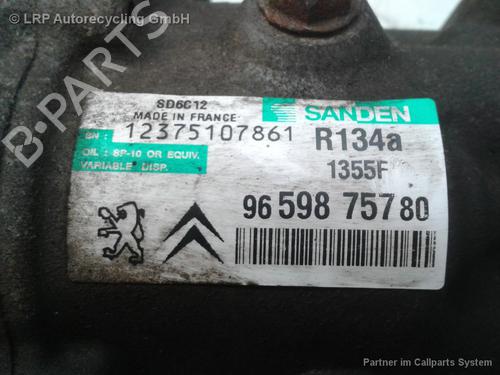 © LRP Autorecycling GmbH
SD6C12
MADE IN FRANCE
SANDEN
SN: 12375107861
R134a
OIL : SP-10 OR EQUIV.
VARIABLE DISP.
1355F
96 598 757 80
Partner im Callparts System